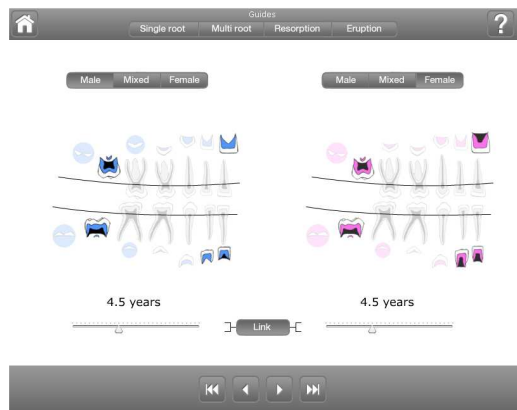 Guides
Single root Multi root Resorption Eruption
?
Male Mixed Female Male Mixed Female
4.5 years 4.5 years
Link